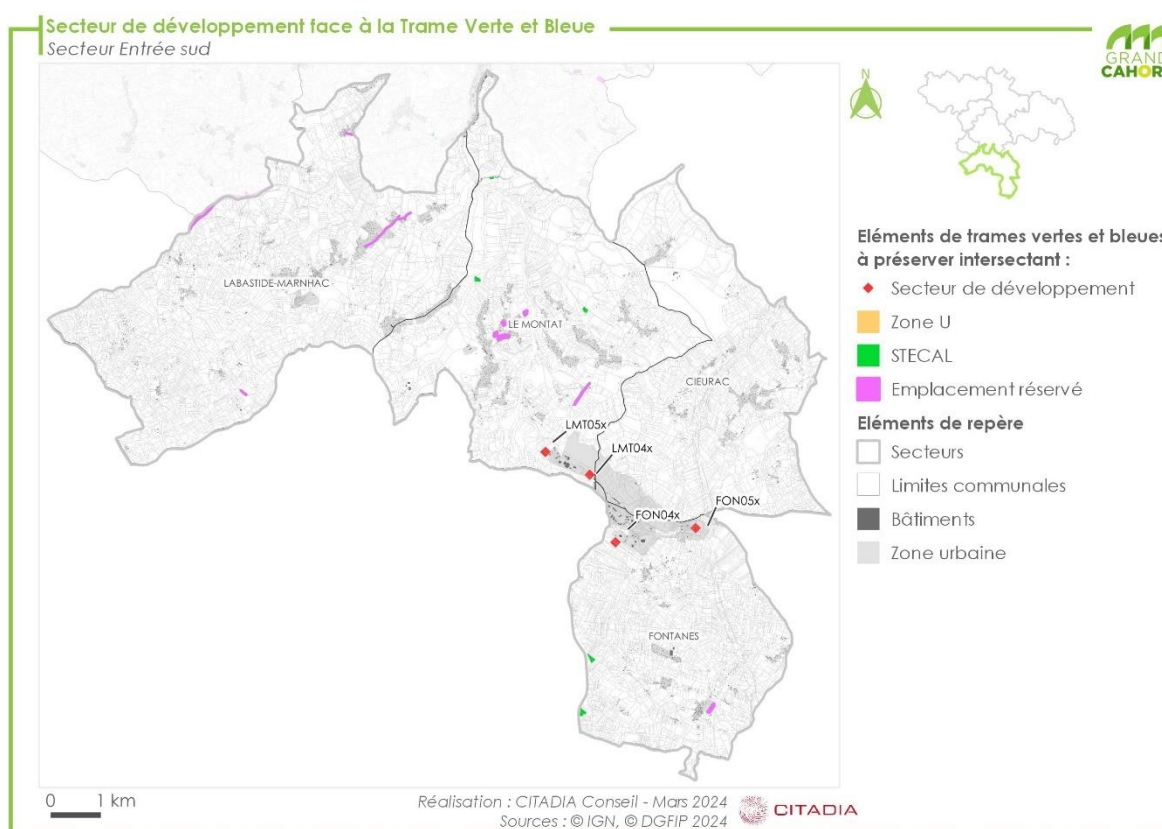 Secteur de développement face à la Trame Verte et Bleue
Secteur Entrée sud
GRAND
CAHOR
N
LABASTIDE-MARNHAC
LE MONTAT
CIEURAC
LMT05x
LMT04x
FON05x
FON04x
FONTANES
Eléments de trames vertes et bleues
à préserver intersectant :
Secteur de développement
Zone U
STECAL
Emplacement réservé
Eléments de repère
Secteurs
Limites communales
Bâtiments
Zone urbaine
0 1 km
Réalisation : CITADIA Conseil - Mars 2024
Sources : © IGN, © DGFIP 2024
CITADIA